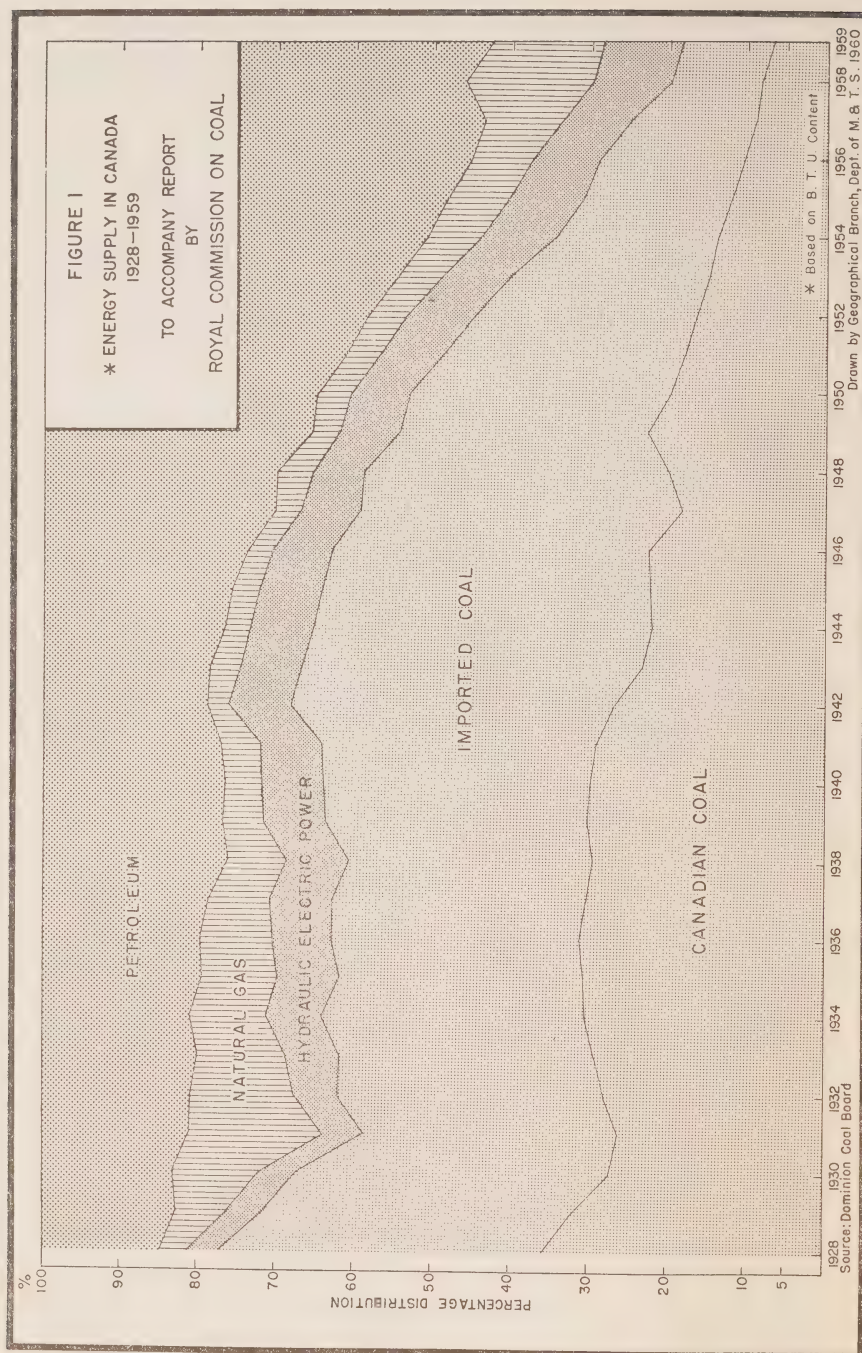 FIGURE 1
* ENERGY SUPPLY IN CANADA
1928–1959
TO ACCOMPANY REPORT
BY
ROYAL COMMISSION ON COAL
%
100
90
80
70
60
50
40
30
20
10
5
PERCENTAGE DISTRIBUTION
PETROLEUM
NATURAL GAS
HYDRAULIC ELECTRIC POWER
IMPORTED COAL
CANADIAN COAL
* Based on B. T. U Content
1928 1930 1932 1934 1936 1938 1940 1942 1944 1946 1948 1950 1952 1954 1956 1958 1959
Source: Dominion Coal Board
Drawn by Geographical Branch, Dept. of M. & T. S. 1960